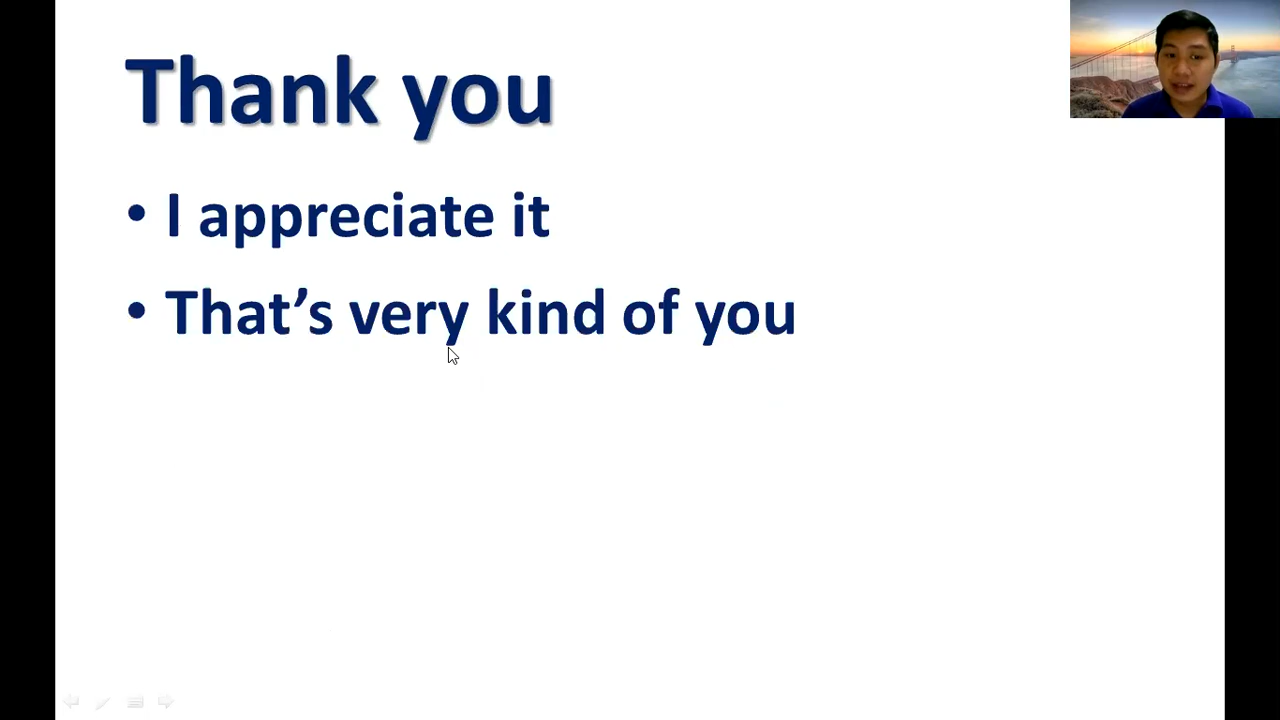 Thank you
• I appreciate it
• That’s very kind of you